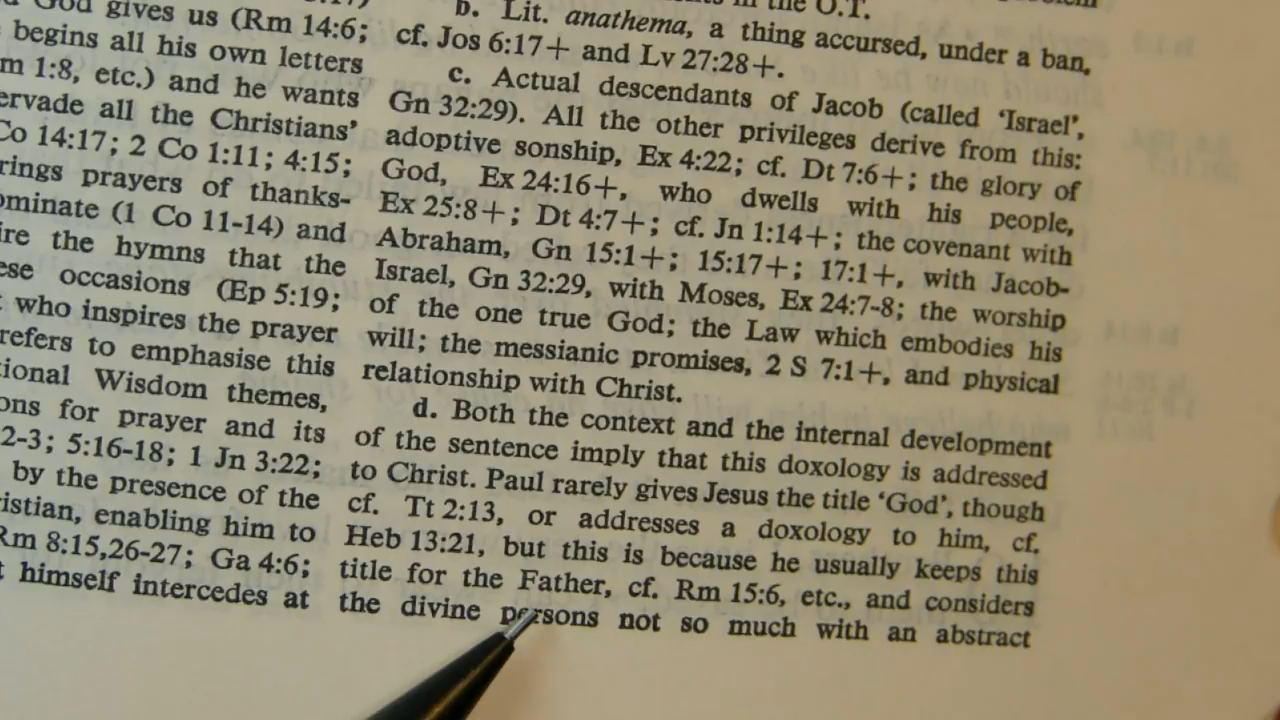 God gives us (Rm 14:6;
begins all his own letters
m 1:8, etc.) and he wants
ervade all the Christians’
Co 14:17; 2 Co 1:11; 4:15;
rings prayers of thanks-
ominate (1 Co 11-14) and
ire the hymns that the
ese occasions (Ep 5:19;
who inspires the prayer
refers to emphasise this
tional Wisdom themes,
ons for prayer and its
2-3; 5:16-18; 1 Jn 3:22;
by the presence of the
ristian, enabling him to
Rm 8:15,26-27; Ga 4:6;
t himself intercedes at
in the O.T.
b. Lit. anathema, a thing accursed, under a ban,
cf. Jos 6:17+ and Lv 27:28+.
c. Actual descendants of Jacob (called ‘Israel’,
Gn 32:29). All the other privileges derive from this:
adoptive sonship, Ex 4:22; cf. Dt 7:6+; the glory of
God, Ex 24:16+, who dwells with his people,
Ex 25:8+; Dt 4:7+; cf. Jn 1:14+; the covenant with
Abraham, Gn 15:1+; 15:17+; 17:1+, with Jacob-
Israel, Gn 32:29, with Moses, Ex 24:7-8; the worship
of the one true God; the Law which embodies his
will; the messianic promises, 2 S 7:1+, and physical
relationship with Christ.
d. Both the context and the internal development
of the sentence imply that this doxology is addressed
to Christ. Paul rarely gives Jesus the title ‘God’, though
cf. Tt 2:13, or addresses a doxology to him, cf.
Heb 13:21, but this is because he usually keeps this
title for the Father, cf. Rm 15:6, etc., and considers
the divine persons not so much with an abstract